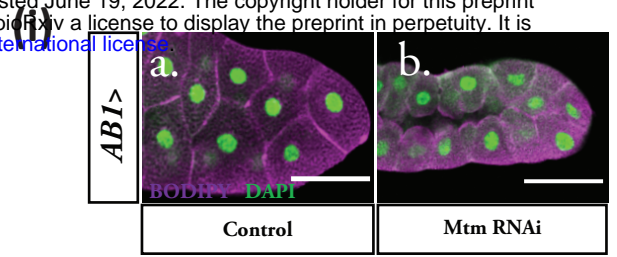 sted June 19, 2022. The copyright holder for this preprint
bioRxiv a license to display the preprint in perpetuity. It is
ternational license.
(i)
AB1>
a.
b.
BODIPY DAPI
Control
Mtm RNAi